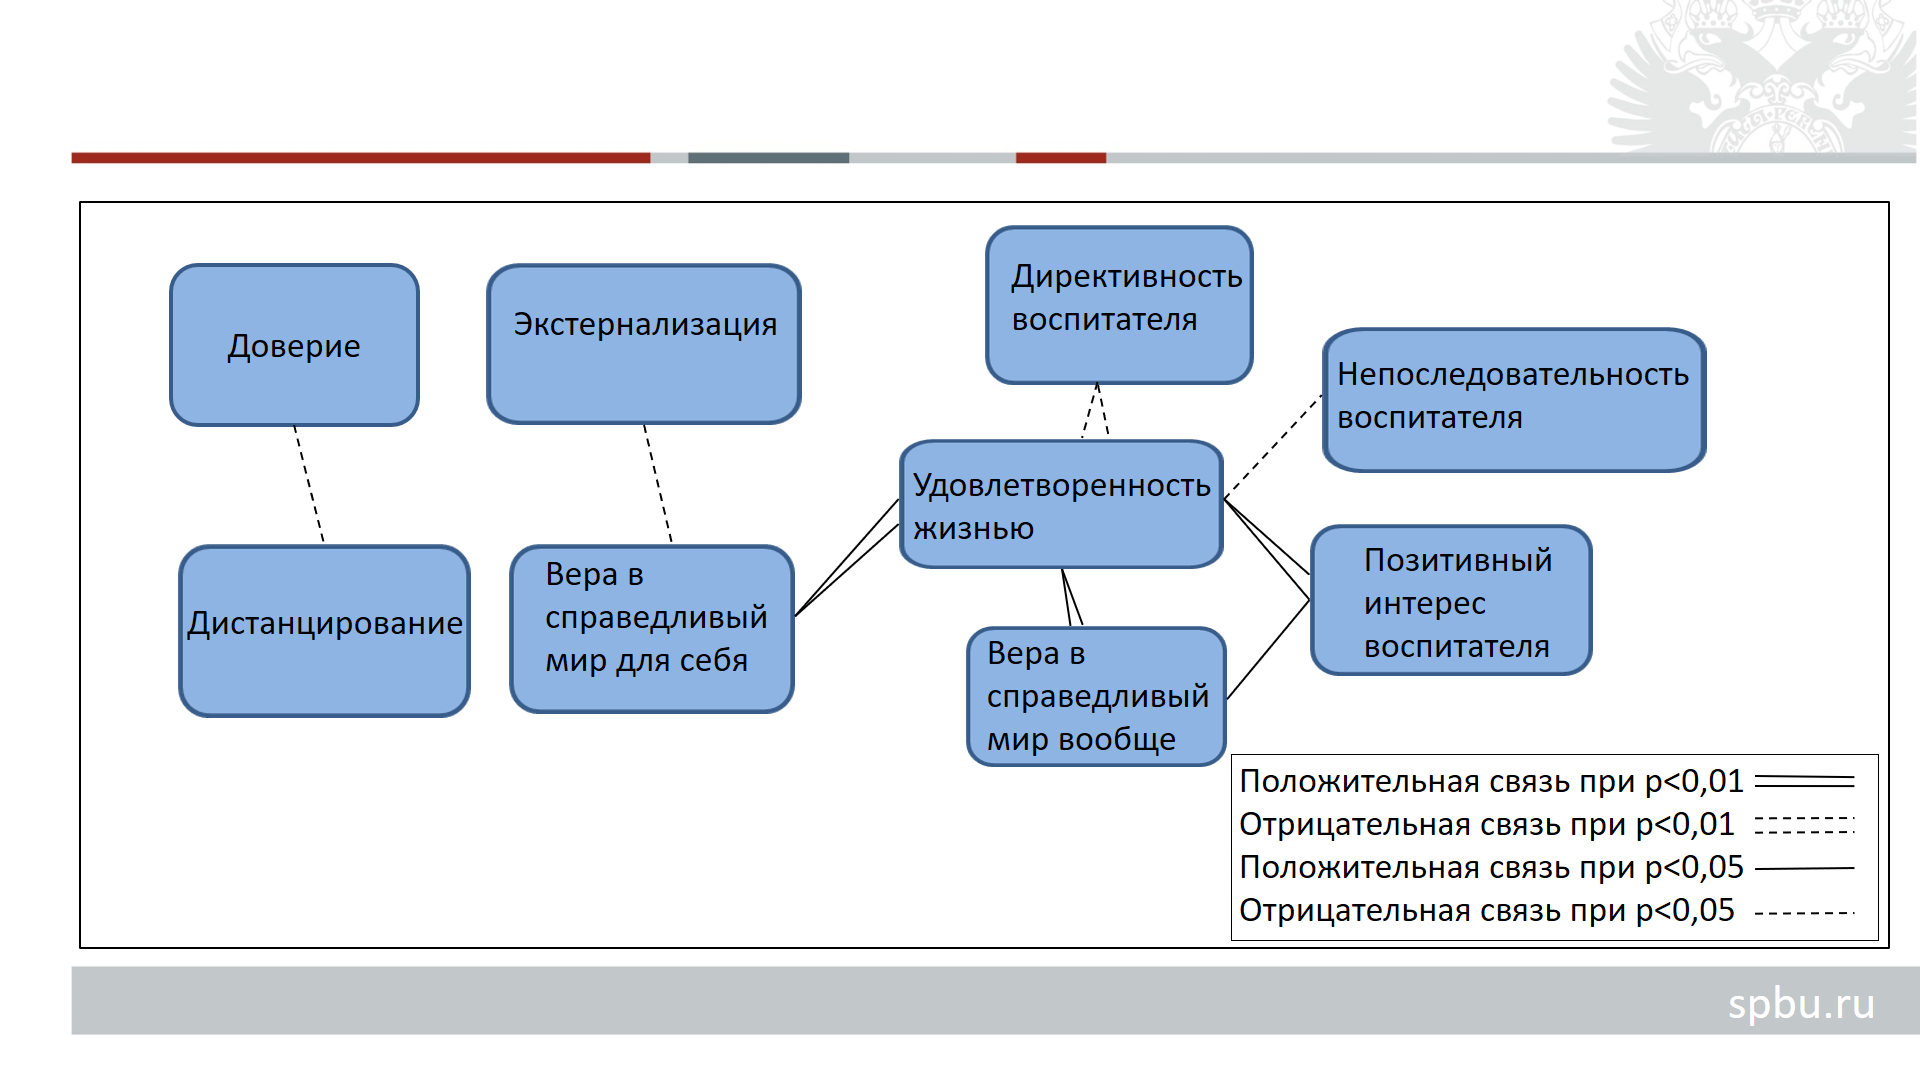 Доверие
Экстернализация
Директивность
воспитателя
Непоследовательность
воспитателя
Удовлетворенность
жизнью
Дистанцирование
Вера в
справедливый
мир для себя
Позитивный
интерес
воспитателя
Вера в
справедливый
мир вообще
Положительная связь при p<0,01
Отрицательная связь при p<0,01
Положительная связь при p<0,05
Отрицательная связь при p<0,05
spbu.ru